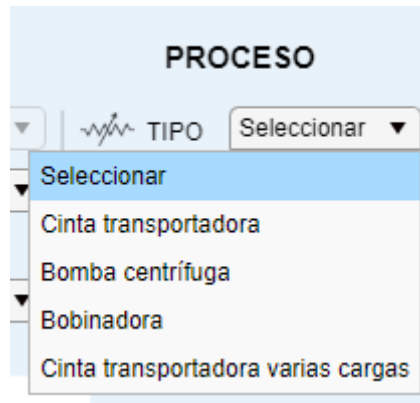 PROCESO
TIPO Seleccionar
Seleccionar
Cinta transportadora
Bomba centrífuga
Bobinadora
Cinta transportadora varias cargas